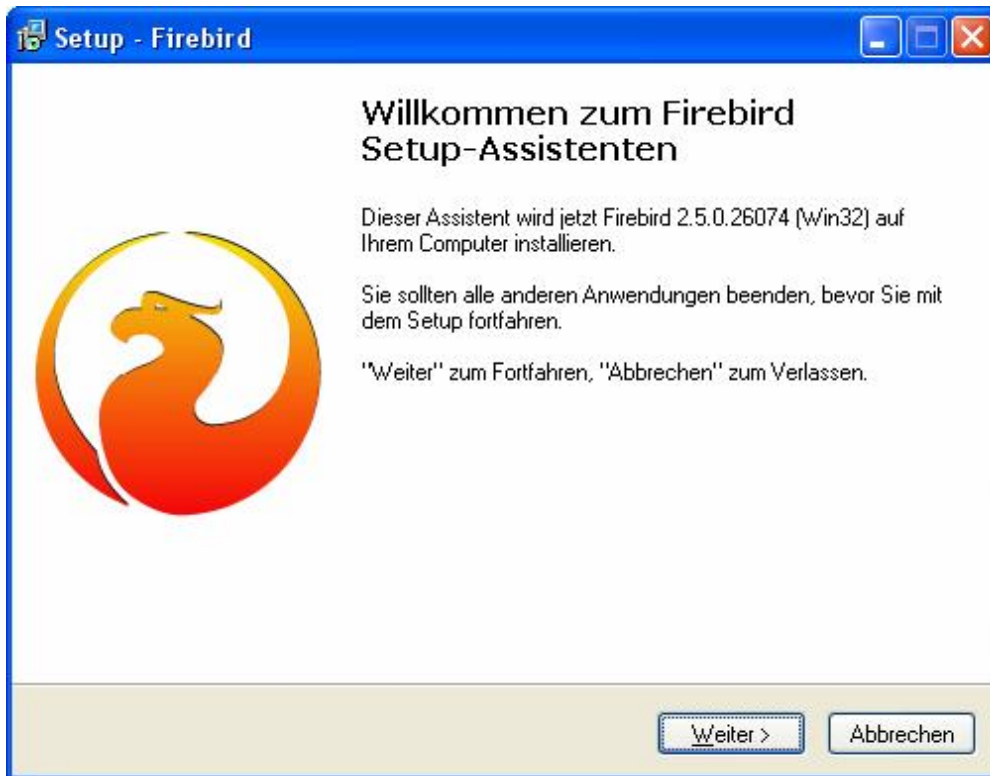 Setup - Firebird
Willkommen zum Firebird
Setup-Assistenten
Dieser Assistent wird jetzt Firebird 2.5.0.26074 (Win32) auf
Ihrem Computer installieren.
Sie sollten alle anderen Anwendungen beenden, bevor Sie mit
dem Setup fortfahren.
"Weiter" zum Fortfahren, "Abbrechen" zum Verlassen.
Weiter > Abbrechen